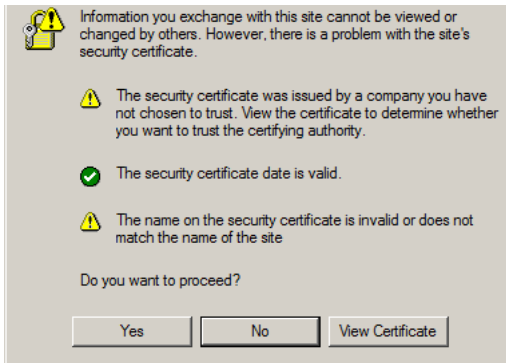 Information you exchange with this site cannot be viewed or
changed by others. However, there is a problem with the site's
security certificate.
The security certificate was issued by a company you have
not chosen to trust. View the certificate to determine whether
you want to trust the certifying authority.
The security certificate date is valid.
The name on the security certificate is invalid or does not
match the name of the site
Do you want to proceed?
Yes No View Certificate